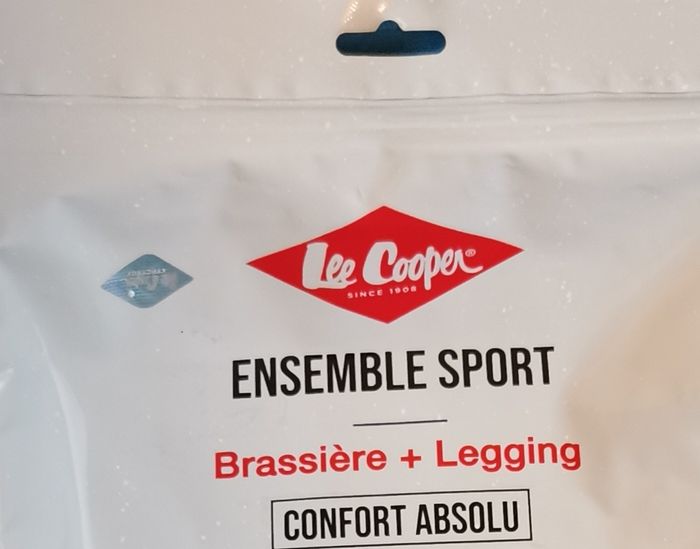 Lee Cooper®
SINCE 1908
ENSEMBLE SPORT
Brassière + Legging
CONFORT ABSOLU